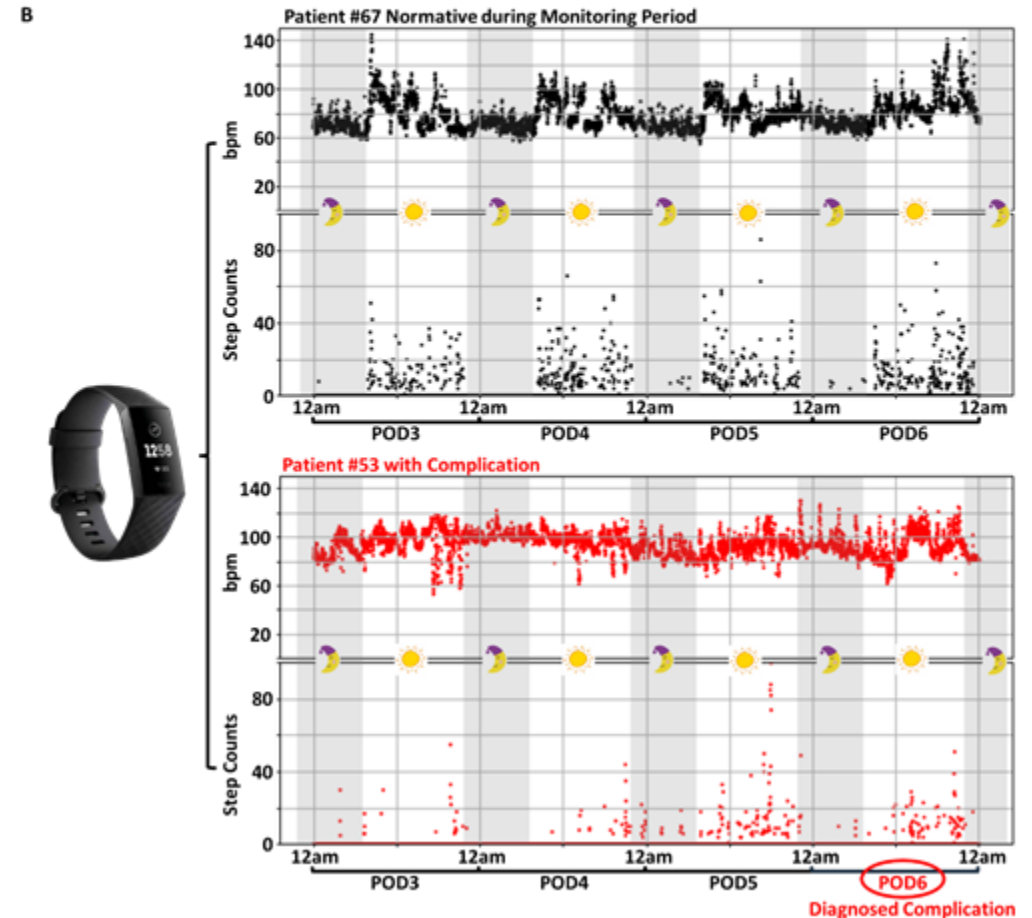 B
Patient #67 Normative during Monitoring Period
140
100
60
20
bpm
80
40
0
Step Counts
12am 12am 12am 12am 12am
POD3 POD4 POD5 POD6
1258
Patient #53 with Complication
140
100
60
20
bpm
80
40
0
Step Counts
12am 12am 12am 12am 12am
POD3 POD4 POD5 POD6
Diagnosed Complication